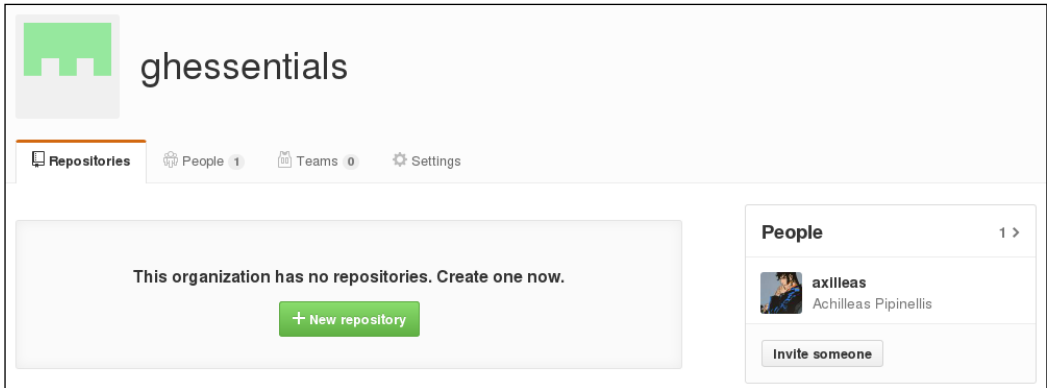 ghessentials
Repositories People 1 Teams 0 Settings
This organization has no repositories. Create one now.
+ New repository
People 1 >
axilleas
Achilleas Pipinellis
Invite someone